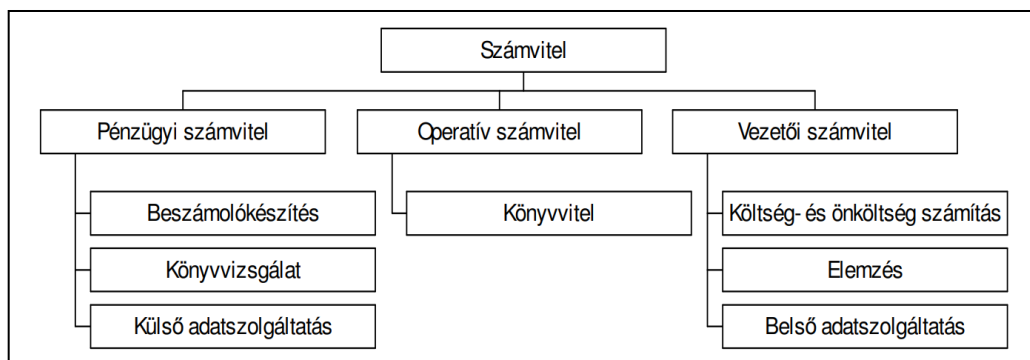 Számvitel
Pénzügyi számvitel
Operatív számvitel
Vezetői számvitel
Beszámolókészítés
Könyvvitel
Költség- és önköltség számítás
Könyvvizsgálat
Elemzés
Külső adatszolgáltatás
Belső adatszolgáltatás